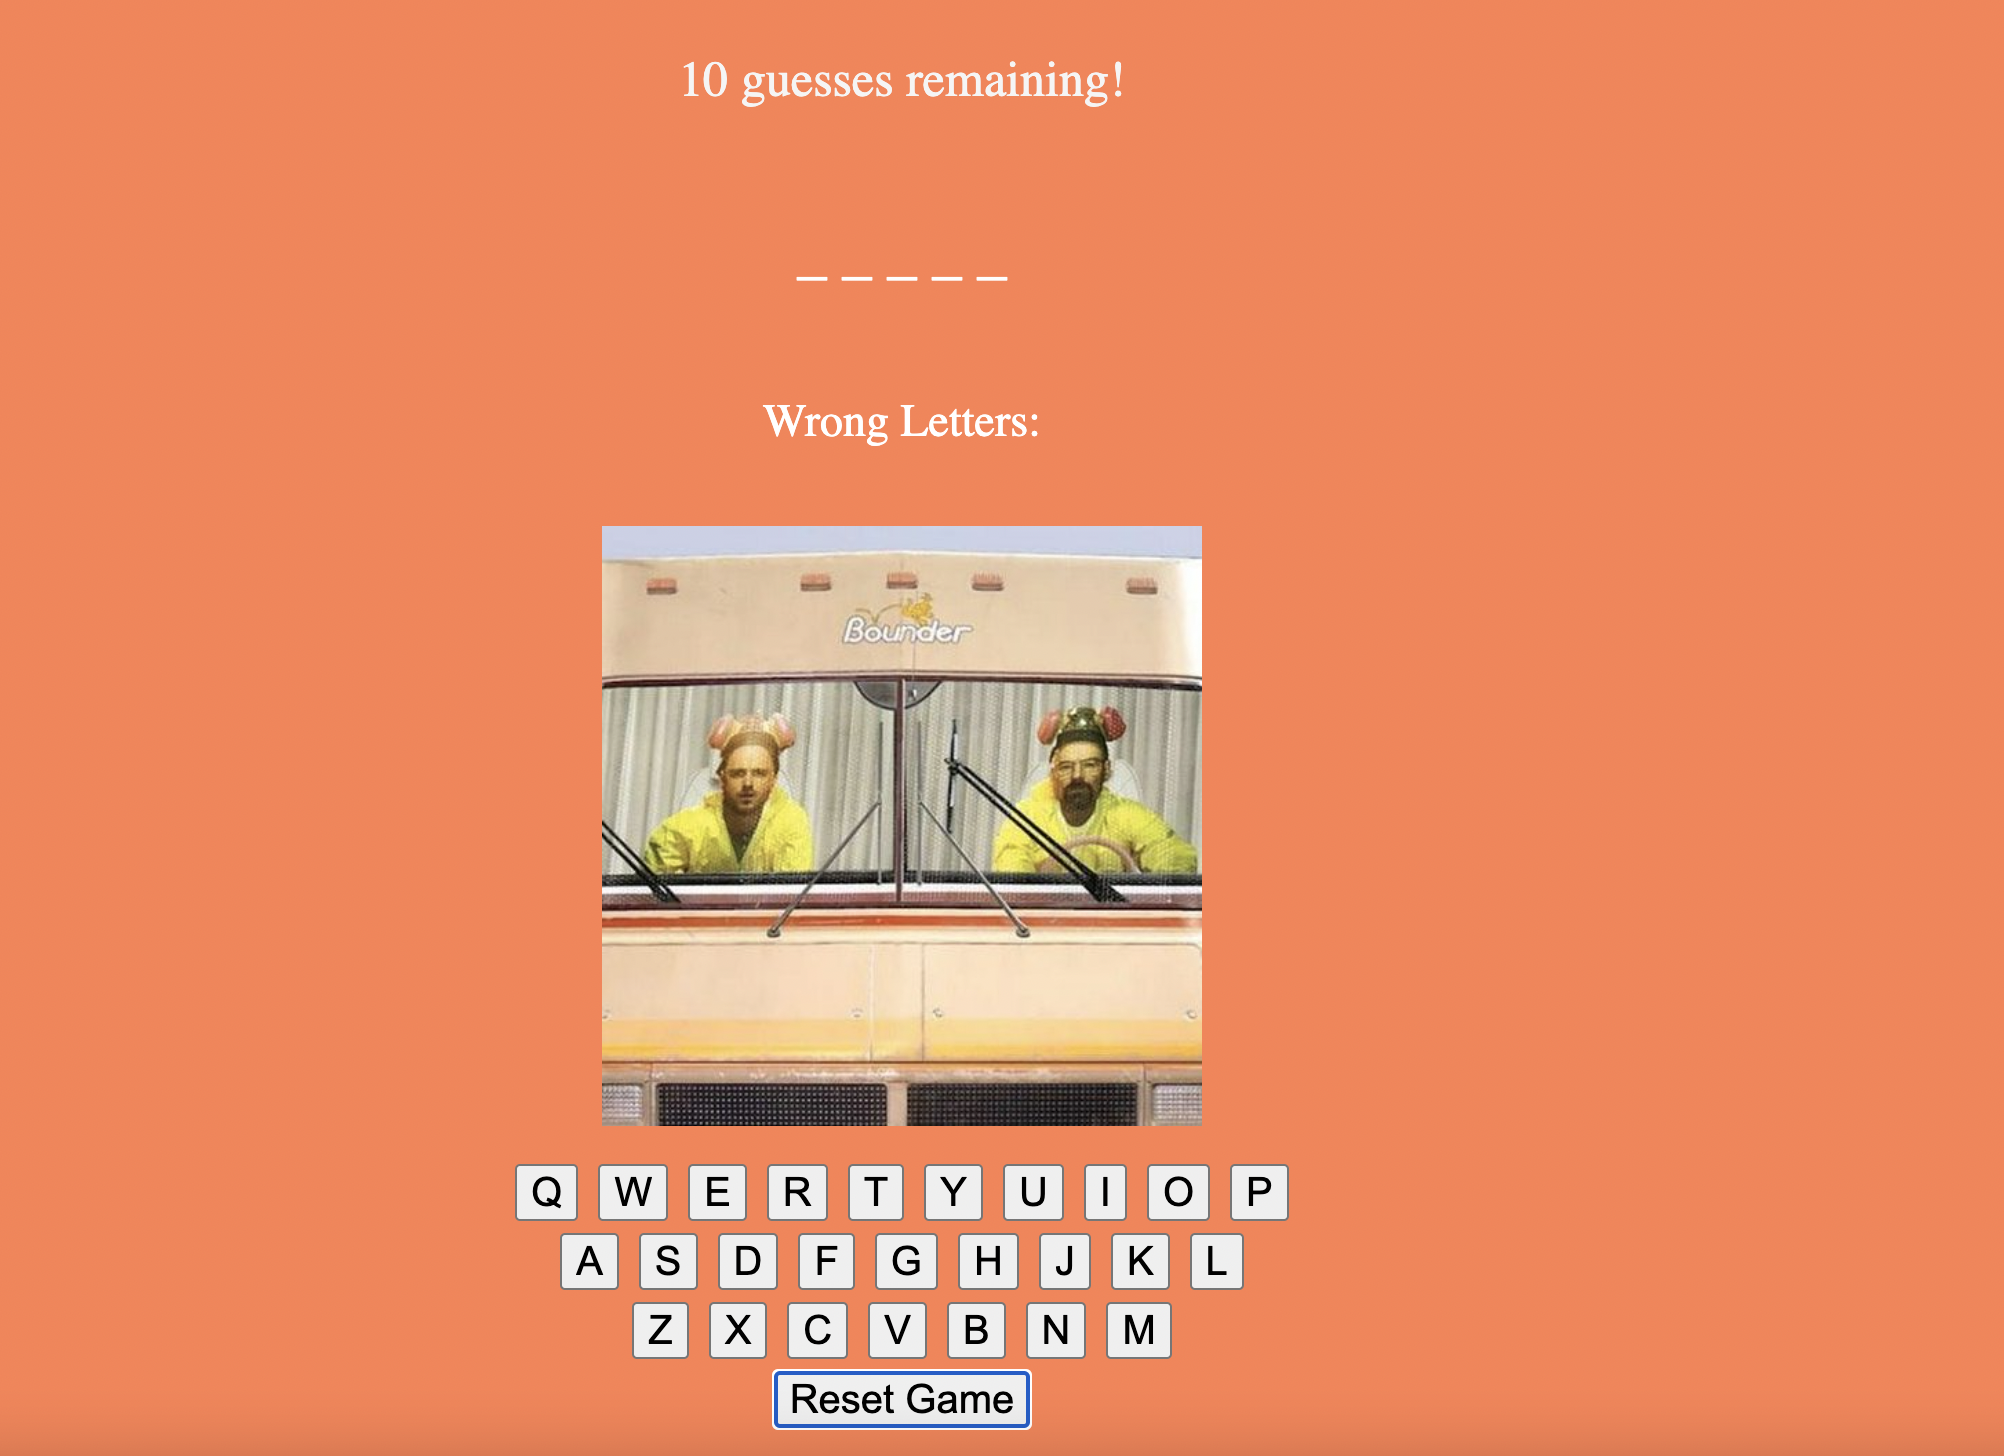 10 guesses remaining!
_ _ _ _ _
Wrong Letters:
Bounder
Q W E R T Y U I O P
A S D F G H J K L
Z X C V B N M
Reset Game